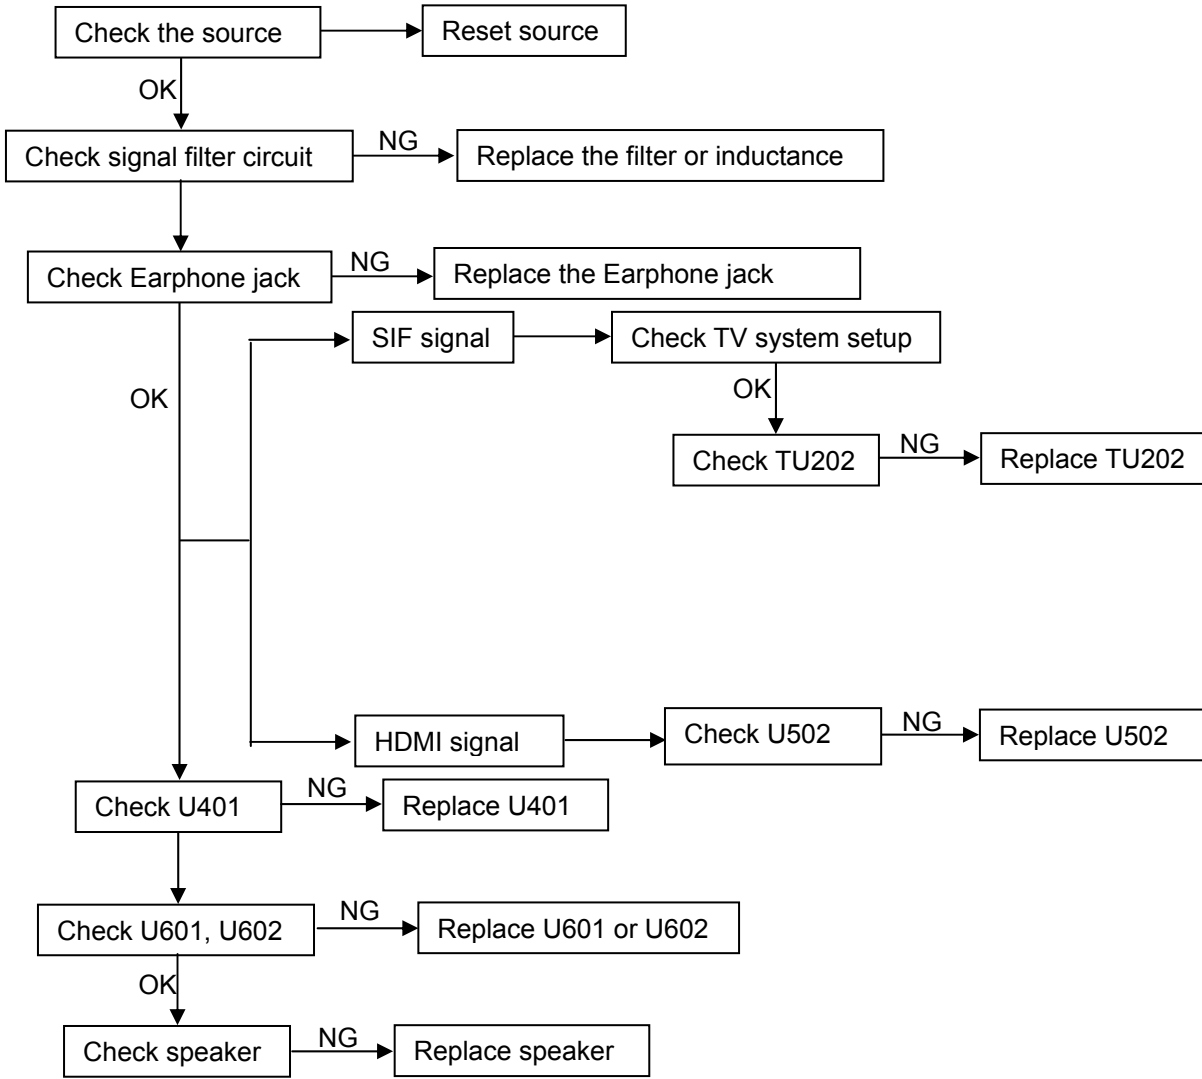 Check the source
Reset source
OK
Check signal filter circuit
NG
Replace the filter or inductance
Check Earphone jack
NG
Replace the Earphone jack
SIF signal
Check TV system setup
OK
OK
Check TU202
NG
Replace TU202
HDMI signal
Check U502
NG
Replace U502
Check U401
NG
Replace U401
Check U601, U602
NG
Replace U601 or U602
OK
Check speaker
NG
Replace speaker